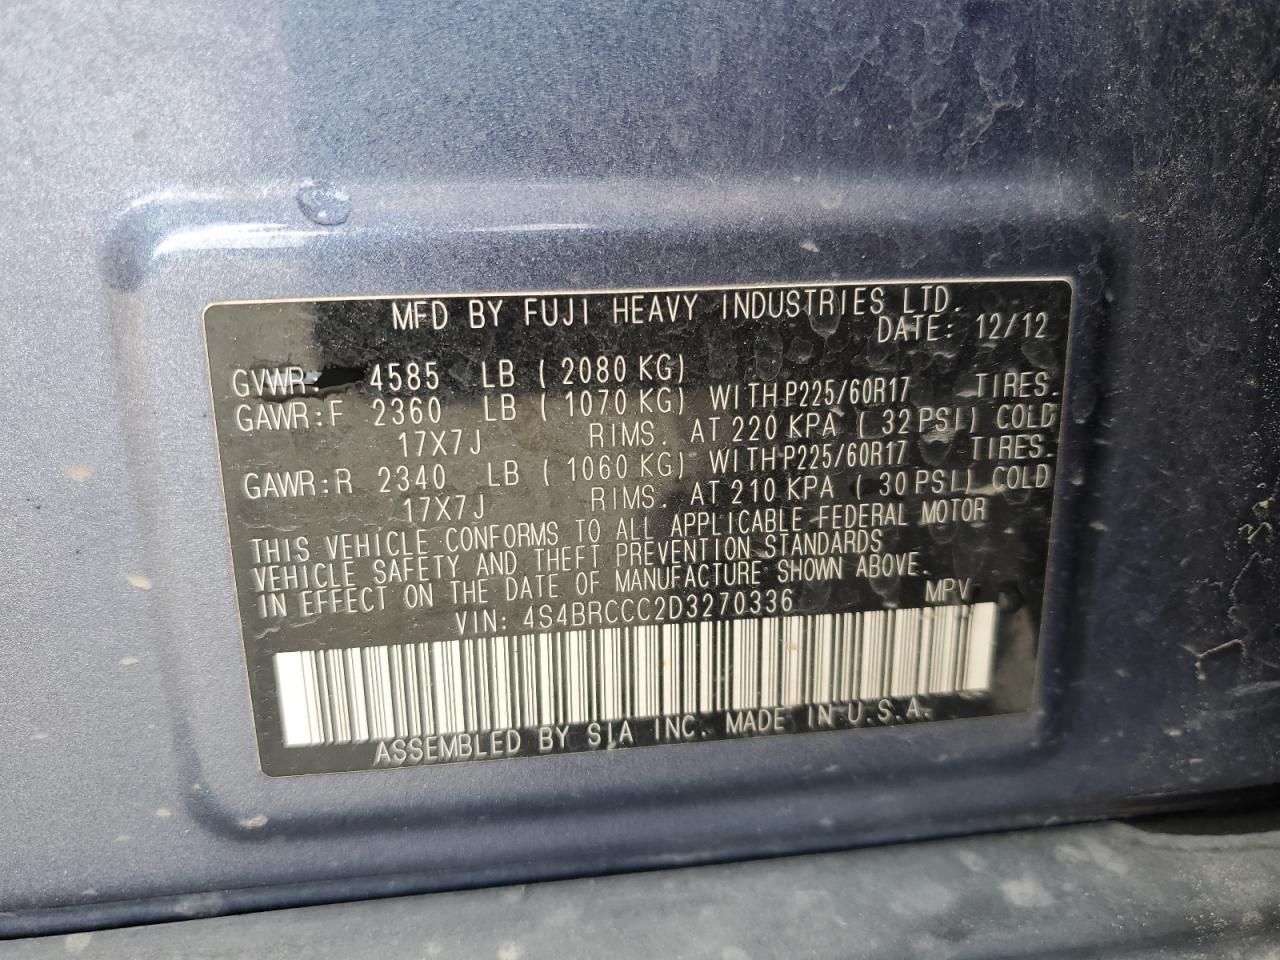 MFD BY FUJI HEAVY INDUSTRIES LTD.
DATE: 12/12
GVWR: 4585 LB ( 2080 KG)
GAWR:F 2360 LB ( 1070 KG) WITH P225/60R17 TIRES.
17X7J RIMS. AT 220 KPA ( 32 PSI) COLD
GAWR:R 2340 LB ( 1060 KG) WITH P225/60R17 TIRES.
17X7J RIMS. AT 210 KPA ( 30 PSI) COLD
THIS VEHICLE CONFORMS TO ALL APPLICABLE FEDERAL MOTOR
VEHICLE SAFETY AND THEFT PREVENTION STANDARDS
IN EFFECT ON THE DATE OF MANUFACTURE SHOWN ABOVE.
VIN: 4S4BRCCC2D3270336 MPV
ASSEMBLED BY SIA INC. MADE IN U.S.A.